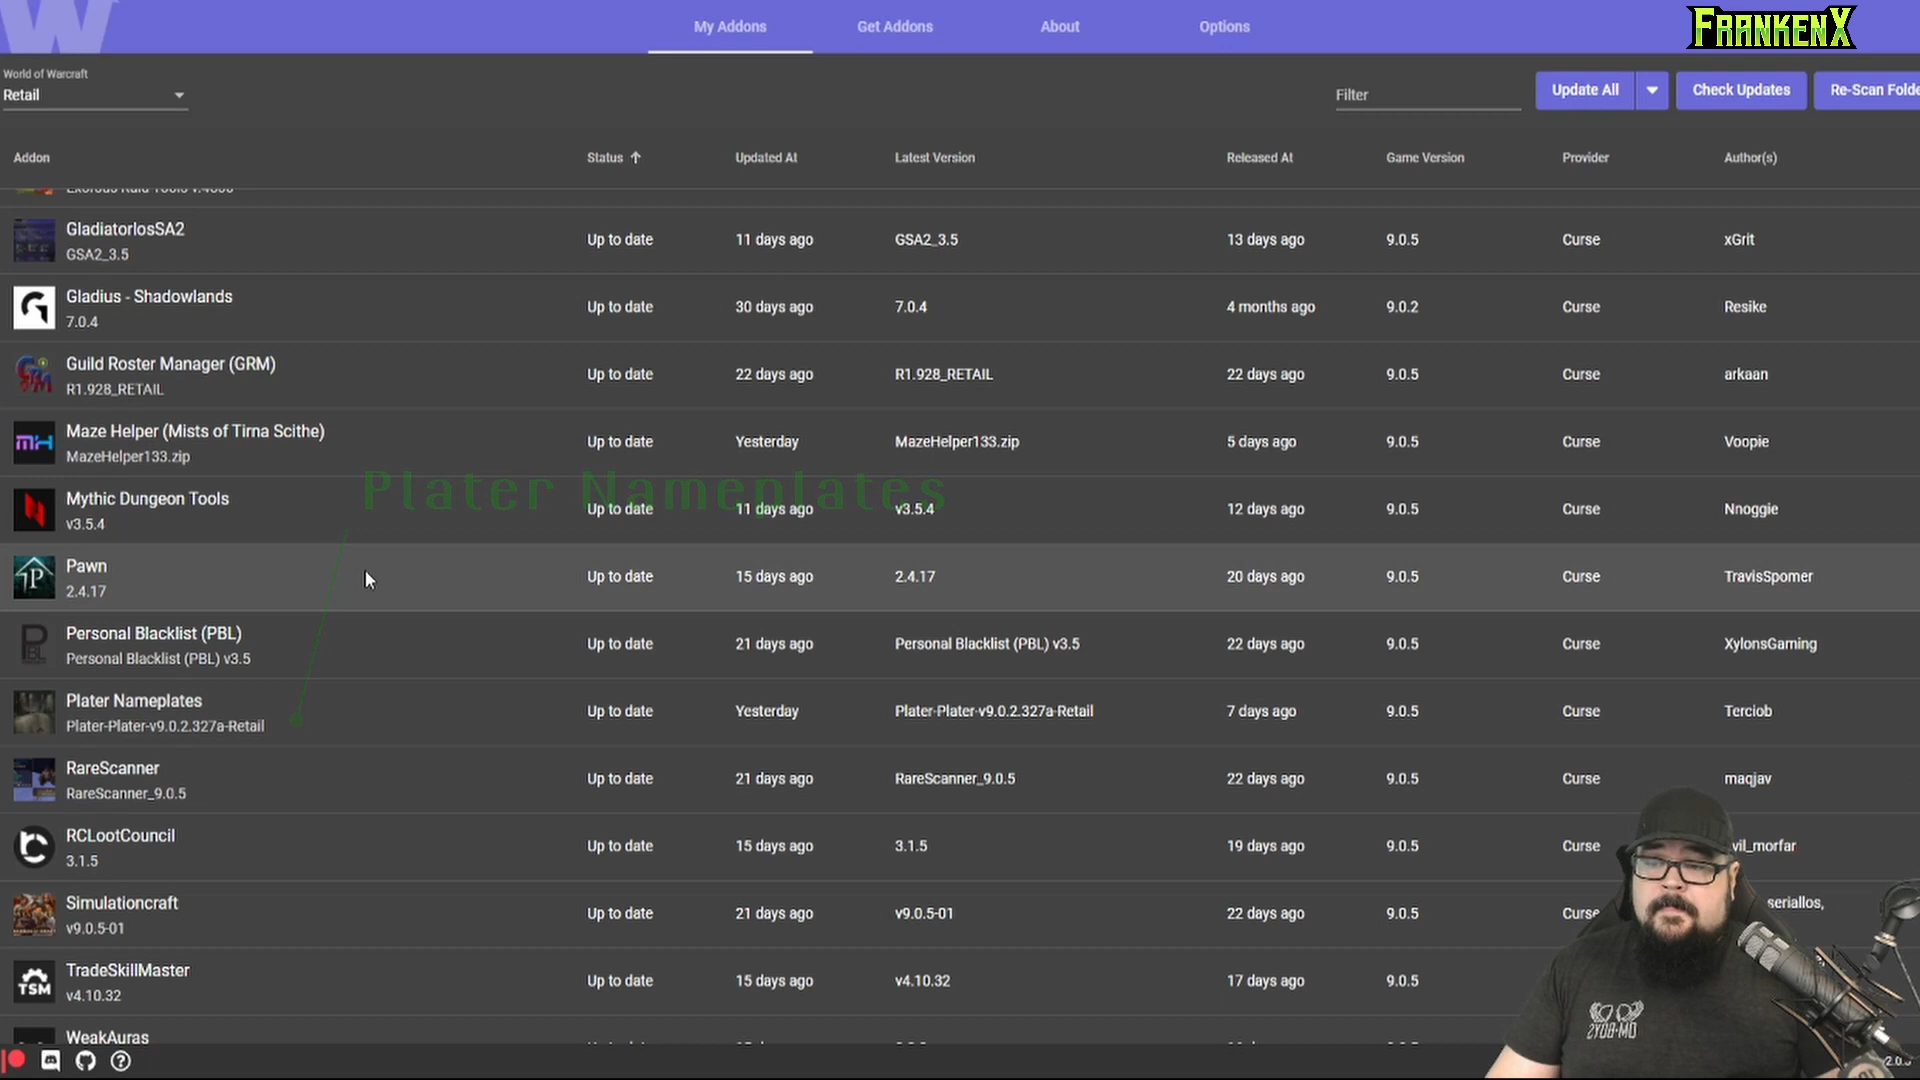 W
My Addons
Get Addons
About
Options
FRANKENX
World of Warcraft
Retail
Filter
Update All
Check Updates
Re-Scan Folde
Addon
Status
Updated At
Latest Version
Released At
Game Version
Provider
Author(s)
GladiatorlosSA2
GSA2_3.5
Up to date
11 days ago
GSA2_3.5
13 days ago
9.0.5
Curse
xGrit
Gladius - Shadowlands
7.0.4
Up to date
30 days ago
7.0.4
4 months ago
9.0.2
Curse
Resike
Guild Roster Manager (GRM)
R1.928_RETAIL
Up to date
22 days ago
R1.928_RETAIL
22 days ago
9.0.5
Curse
arkaan
Maze Helper (Mists of Tirna Scithe)
MazeHelper133.zip
Up to date
Yesterday
MazeHelper133.zip
5 days ago
9.0.5
Curse
Voopie
Plater Nameplates
Mythic Dungeon Tools
v3.5.4
Up to date
11 days ago
v3.5.4
12 days ago
9.0.5
Curse
Nnoggie
Pawn
2.4.17
Up to date
15 days ago
2.4.17
20 days ago
9.0.5
Curse
TravisSpomer
Personal Blacklist (PBL)
Personal Blacklist (PBL) v3.5
Up to date
21 days ago
Personal Blacklist (PBL) v3.5
22 days ago
9.0.5
Curse
XylonsGaming
Plater Nameplates
Plater-Plater-v9.0.2.327a-Retail
Up to date
Yesterday
Plater-Plater-v9.0.2.327a-Retail
7 days ago
9.0.5
Curse
Terciob
RareScanner
RareScanner_9.0.5
Up to date
21 days ago
RareScanner_9.0.5
22 days ago
9.0.5
Curse
maqjav
RCLootCouncil
3.1.5
Up to date
15 days ago
3.1.5
19 days ago
9.0.5
Curse
vil_morfar
Simulationcraft
v9.0.5-01
Up to date
21 days ago
v9.0.5-01
22 days ago
9.0.5
Curse
seriallos,
TSM
TradeSkillMaster
v4.10.32
Up to date
15 days ago
v4.10.32
17 days ago
9.0.5
WeakAuras